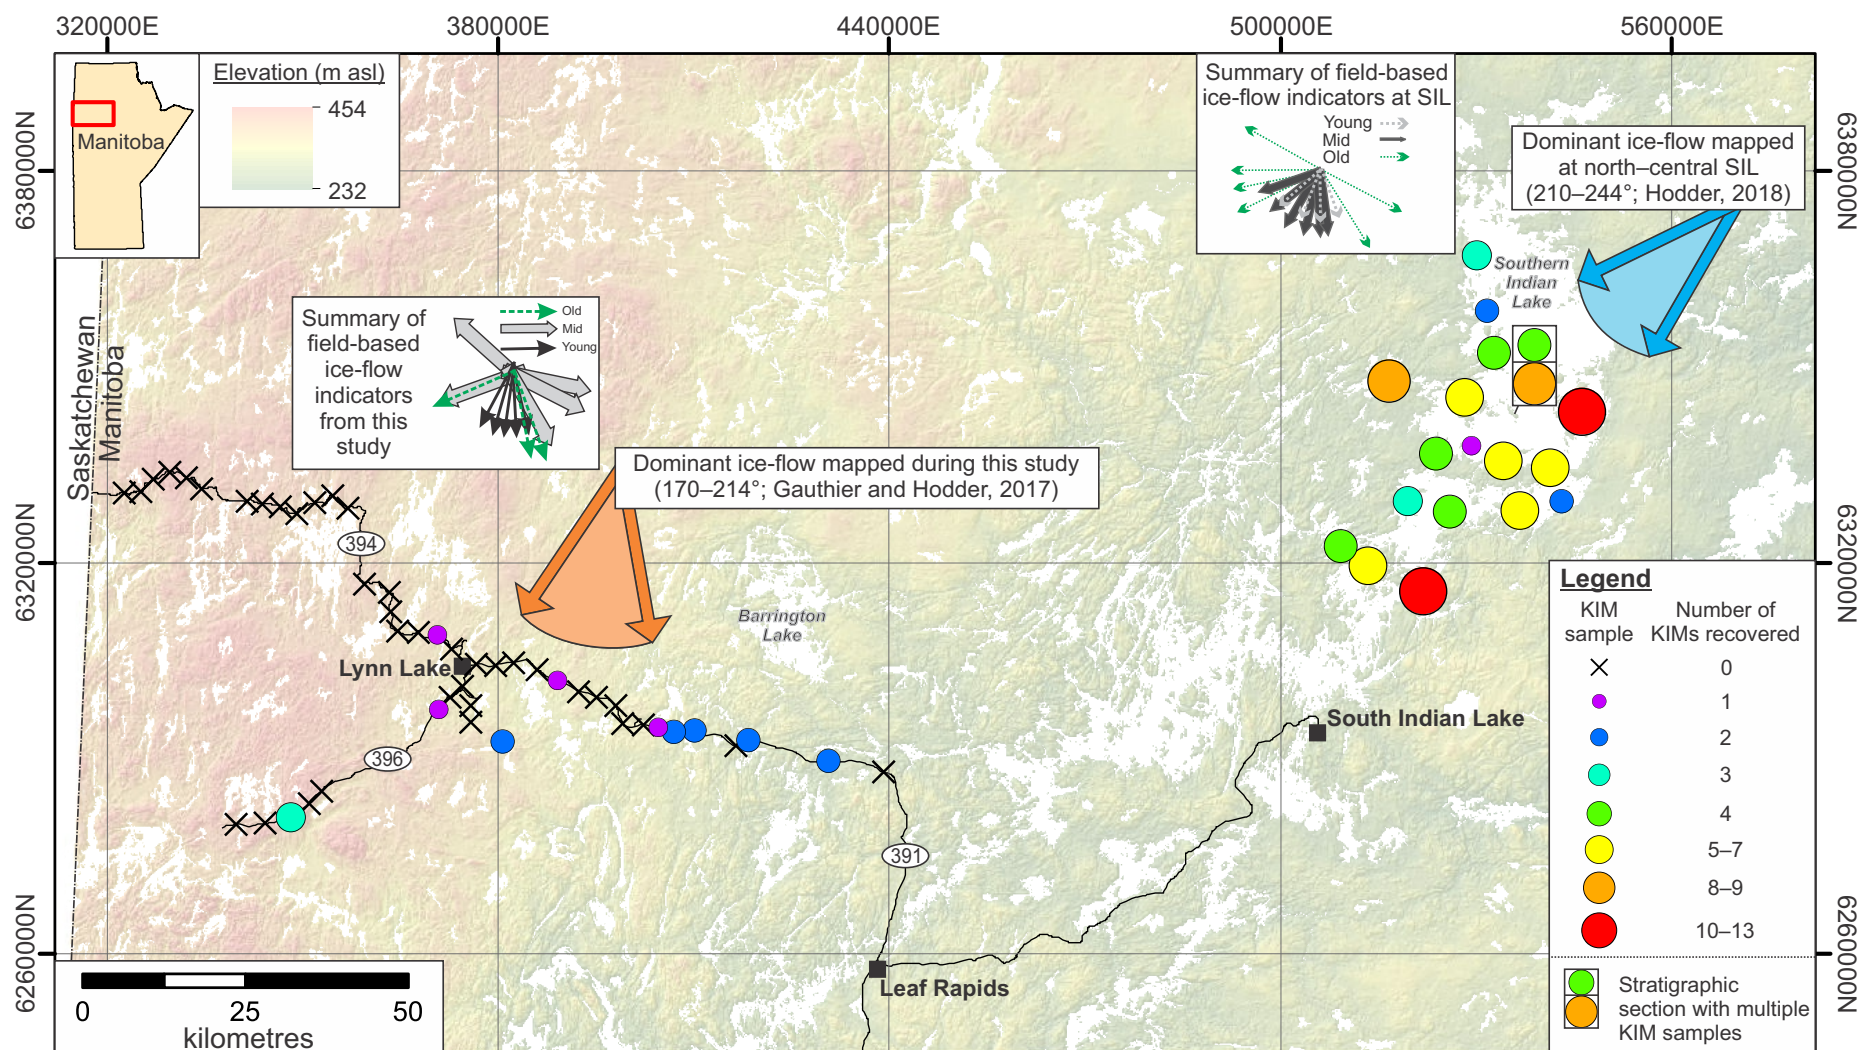 320000E
380000E
440000E
500000E
560000E
6380000N
6320000N
6260000N
6380000N
6320000N
6260000N
Manitoba
Elevation (m asl)
454
232
Summary of field-based
ice-flow indicators at SIL
Young
Mid
Old
Dominant ice-flow mapped
at north–central SIL
(210–244°; Hodder, 2018)
Southern
Indian
Lake
Summary of
field-based
ice-flow
indicators
from this
study
Old
Mid
Young
Saskatchewan
Manitoba
Dominant ice-flow mapped during this study
(170–214°; Gauthier and Hodder, 2017)
394
Barrington
Lake
Lynn Lake
396
391
South Indian Lake
Leaf Rapids
Legend
KIM
sample
Number of
KIMs recovered
0
1
2
3
4
5–7
8–9
10–13
Stratigraphic
section with multiple
KIM samples
0
25
50
kilometres